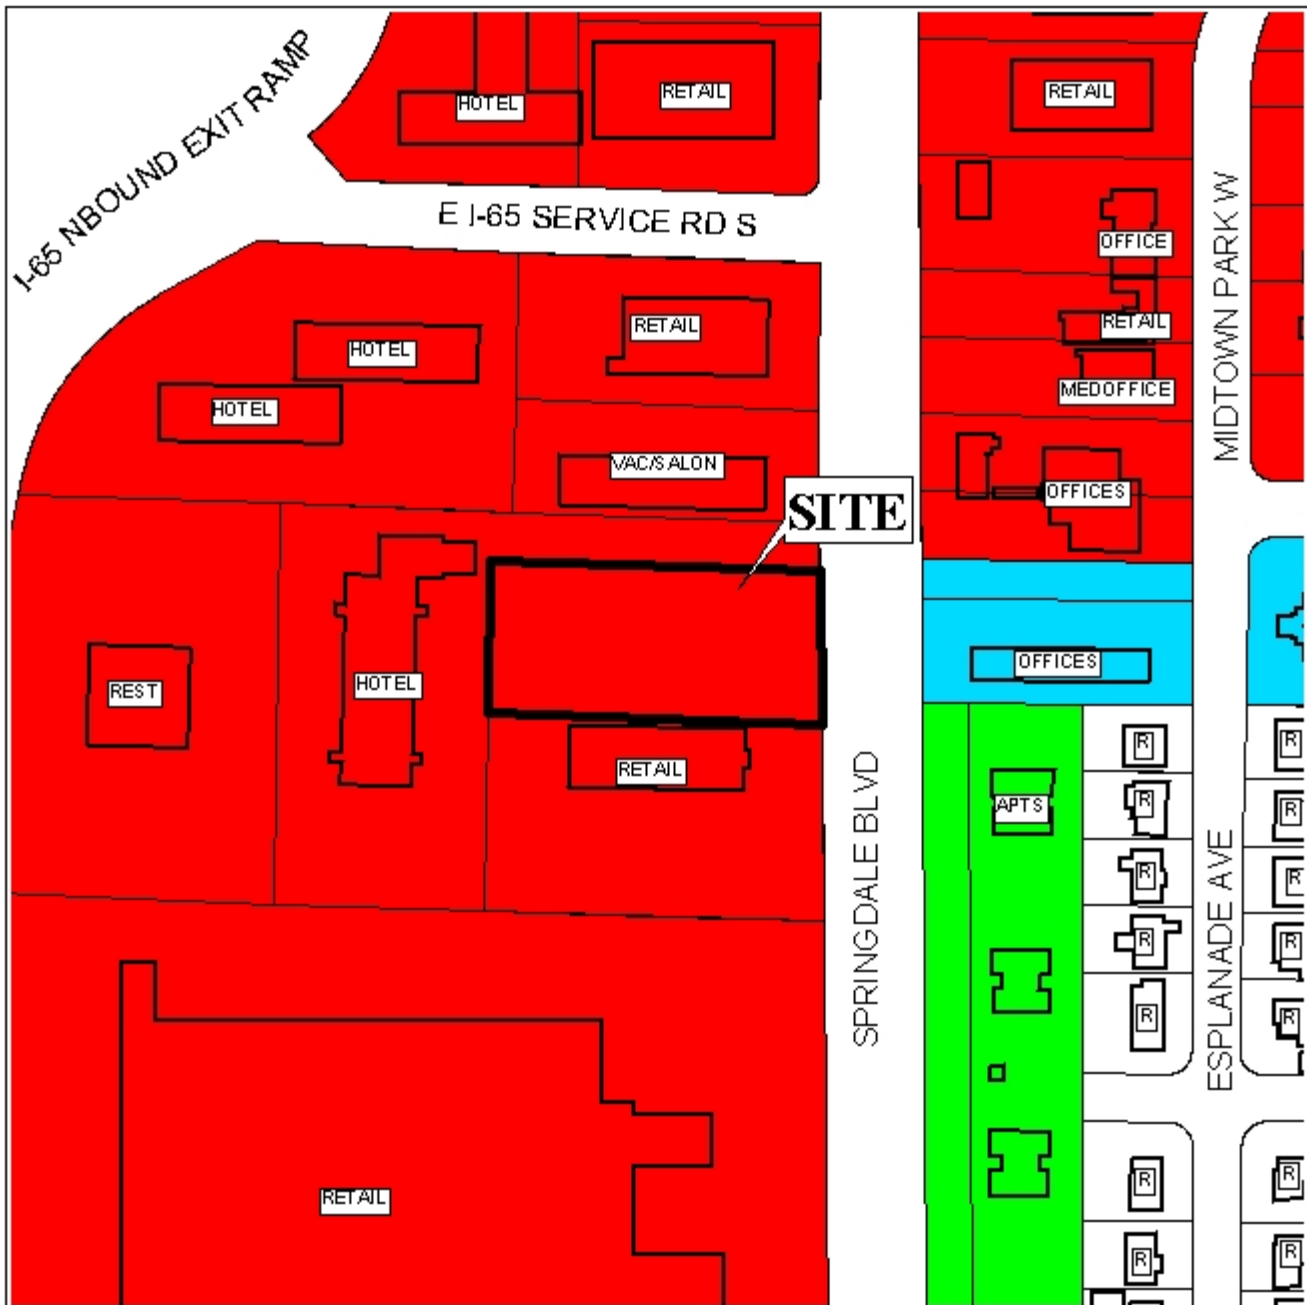 I-65 NBOUND EXIT RAMP
HOTEL
RETAIL
RETAIL
E I-65 SERVICE RD S
OFFICE
MIDTOWN PARK W
RETAIL
RETAIL
HOTEL
MEDOFFICE
HOTEL
VAC/SALON
OFFICES
SITE
OFFICES
HOTEL
REST
RETAIL
SPRINGDALE BLVD
APTS
ESPLANADE AVE
R
R
R
R
R
R
R
R
R
R
R
R
R
R
RETAIL